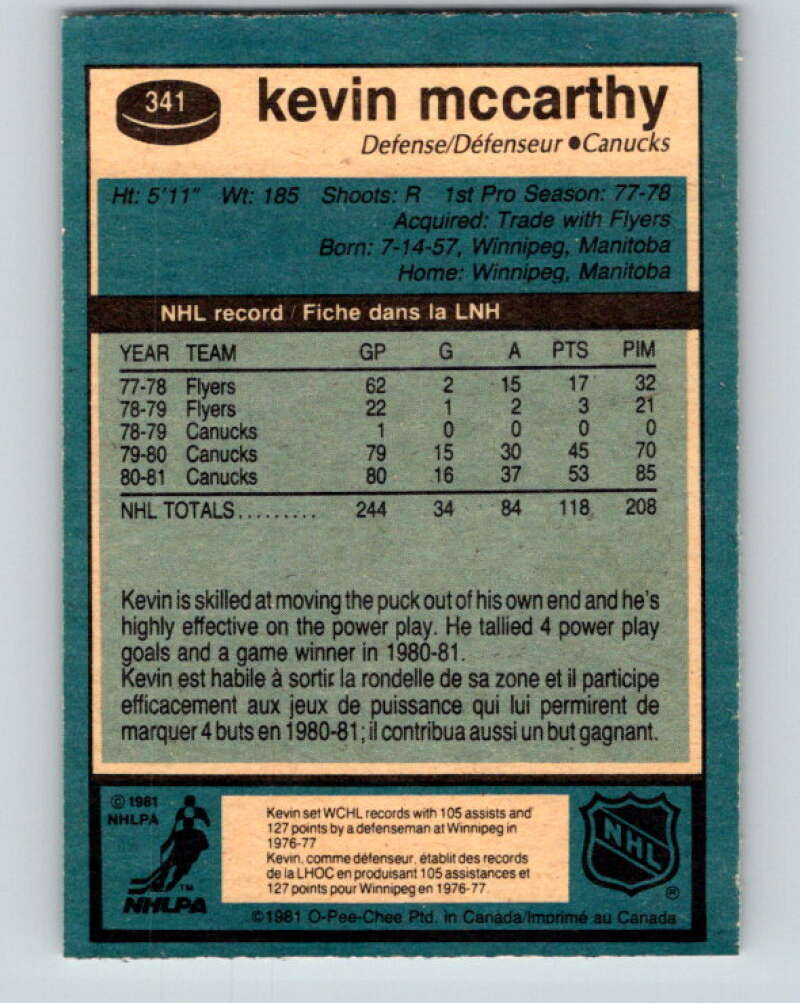 341 kevin mccarthy
Defense/Défenseur ●Canucks
Ht: 5'11" Wt: 185 Shoots: R 1st Pro Season: 77-78
Acquired: Trade with Flyers
Born: 7-14-57, Winnipeg, Manitoba
Home: Winnipeg, Manitoba
NHL record / Fiche dans la LNH
YEAR TEAM GP G A PTS PIM
77-78 Flyers 62 2 15 17 32
78-79 Flyers 22 1 2 3 21
78-79 Canucks 1 0 0 0 0
79-80 Canucks 79 15 30 45 70
80-81 Canucks 80 16 37 53 85
NHL TOTALS......... 244 34 84 118 208
Kevin is skilled at moving the puck out of his own end and he's
highly effective on the power play. He tallied 4 power play
goals and a game winner in 1980-81.
Kevin est habile à sortir la rondelle de sa zone et il participe
efficacement aux jeux de puissance qui lui permirent de
marquer 4 buts en 1980-81; il contribua aussi un but gagnant.
© 1981
NHLPA
TM
NHLPA
Kevin set WCHL records with 105 assists and
127 points by a defenseman at Winnipeg in
1976-77
Kevin, comme défenseur, établit des records
de la LHOC en produisant 105 assistances et
127 points pour Winnipeg en 1976-77.
NHL
®
©1981 O-Pee-Chee Ptd. in Canada/Imprimé au Canada